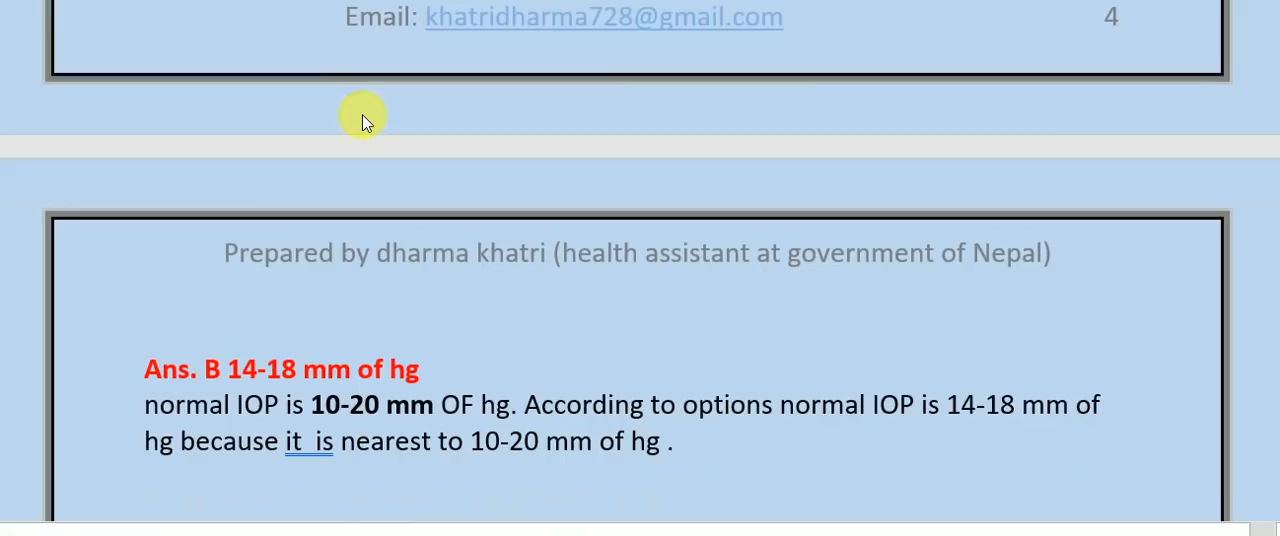 Email: khatridharma728@gmail.com 4
Prepared by dharma khatri (health assistant at government of Nepal)
Ans. B 14-18 mm of hg
normal IOP is 10-20 mm OF hg. According to options normal IOP is 14-18 mm of
hg because it  is nearest to 10-20 mm of hg .